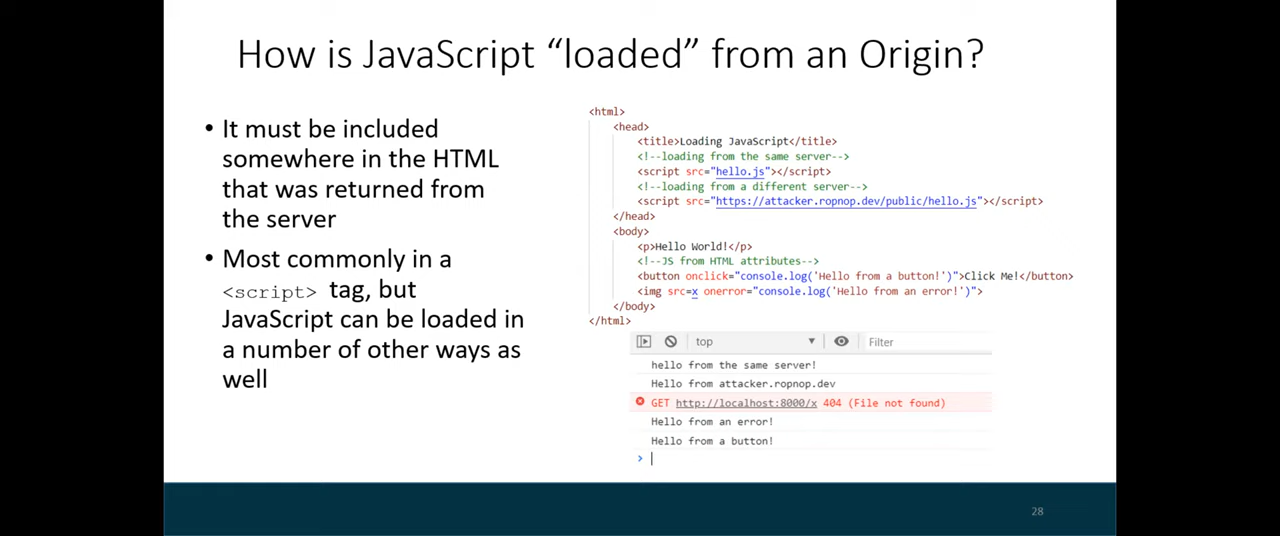 How is JavaScript “loaded” from an Origin?
• It must be included
somewhere in the HTML
that was returned from
the server
• Most commonly in a
<script> tag, but
JavaScript can be loaded in
a number of other ways as
well
<html>
<head>
<title>Loading JavaScript</title>
<!--loading from the same server-->
<script src="hello.js"></script>
<!--loading from a different server-->
<script src="https://attacker.ropnop.dev/public/hello.js"></script>
</head>
<body>
<p>Hello World!</p>
<!--JS from HTML attributes-->
<button onclick="console.log('Hello from a button!')">Click Me!</button>
<img src=x onerror="console.log('Hello from an error!')">
</body>
</html>
top ▼ Filter
hello from the same server!
Hello from attacker.ropnop.dev
GET http://localhost:8000/x 404 (File not found)
Hello from an error!
Hello from a button!
>
28